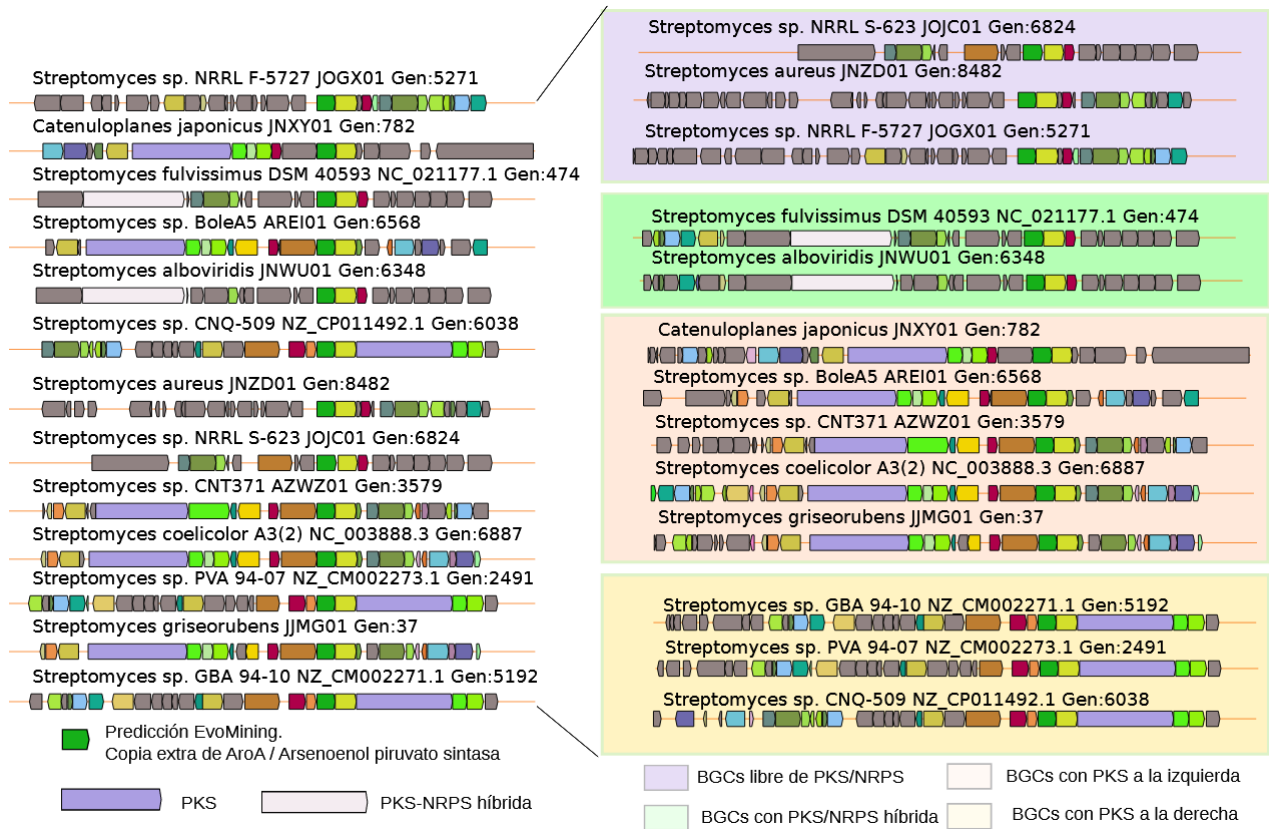 Streptomyces sp. NRRL F-5727 JOGX01 Gen:5271
Catenuloplanes japonicus JNXY01 Gen:782
Streptomyces fulvissimus DSM 40593 NC_021177.1 Gen:474
Streptomyces sp. BoleA5 AREI01 Gen:6568
Streptomyces alboviridis JNWU01 Gen:6348
Streptomyces sp. CNQ-509 NZ_CP011492.1 Gen:6038
Streptomyces aureus JNZD01 Gen:8482
Streptomyces sp. NRRL S-623 JOJC01 Gen:6824
Streptomyces sp. CNT371 AZWZ01 Gen:3579
Streptomyces coelicolor A3(2) NC_003888.3 Gen:6887
Streptomyces sp. PVA 94-07 NZ_CM002273.1 Gen:2491
Streptomyces griseorubens JJMG01 Gen:37
Streptomyces sp. GBA 94-10 NZ_CM002271.1 Gen:5192
Predicción EvoMining.
Copia extra de AroA / Arsenoenol piruvato sintasa
PKS
PKS-NRPS híbrida
Streptomyces sp. NRRL S-623 JOJC01 Gen:6824
Streptomyces aureus JNZD01 Gen:8482
Streptomyces sp. NRRL F-5727 JOGX01 Gen:5271
Streptomyces fulvissimus DSM 40593 NC_021177.1 Gen:474
Streptomyces alboviridis JNWU01 Gen:6348
Catenuloplanes japonicus JNXY01 Gen:782
Streptomyces sp. BoleA5 AREI01 Gen:6568
Streptomyces sp. CNT371 AZWZ01 Gen:3579
Streptomyces coelicolor A3(2) NC_003888.3 Gen:6887
Streptomyces griseorubens JJMG01 Gen:37
Streptomyces sp. GBA 94-10 NZ_CM002271.1 Gen:5192
Streptomyces sp. PVA 94-07 NZ_CM002273.1 Gen:2491
Streptomyces sp. CNQ-509 NZ_CP011492.1 Gen:6038
BGCs libre de PKS/NRPS
BGCs con PKS a la izquierda
BGCs con PKS/NRPS híbrida
BGCs con PKS a la derecha